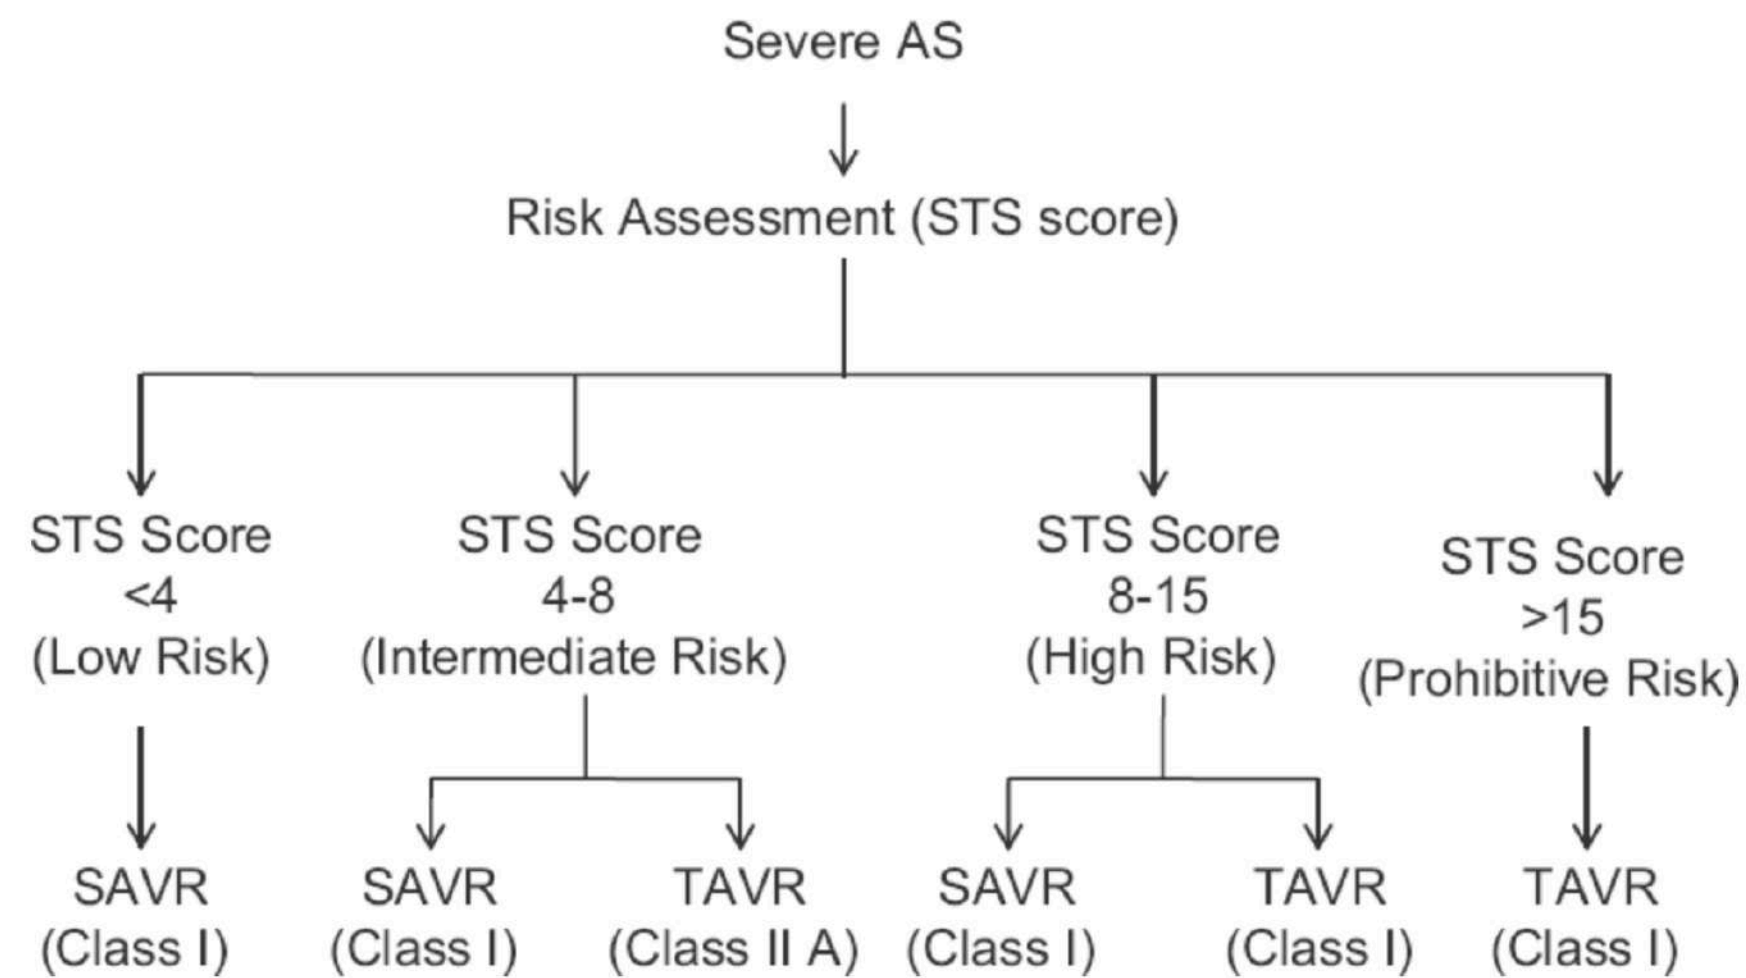 Severe AS
Risk Assessment (STS score)
STS Score
<4
(Low Risk)
STS Score
4-8
(Intermediate Risk)
STS Score
8-15
(High Risk)
STS Score
>15
(Prohibitive Risk)
SAVR
(Class I)
SAVR
(Class I)
TAVR
(Class II A)
SAVR
(Class I)
TAVR
(Class I)
TAVR
(Class I)